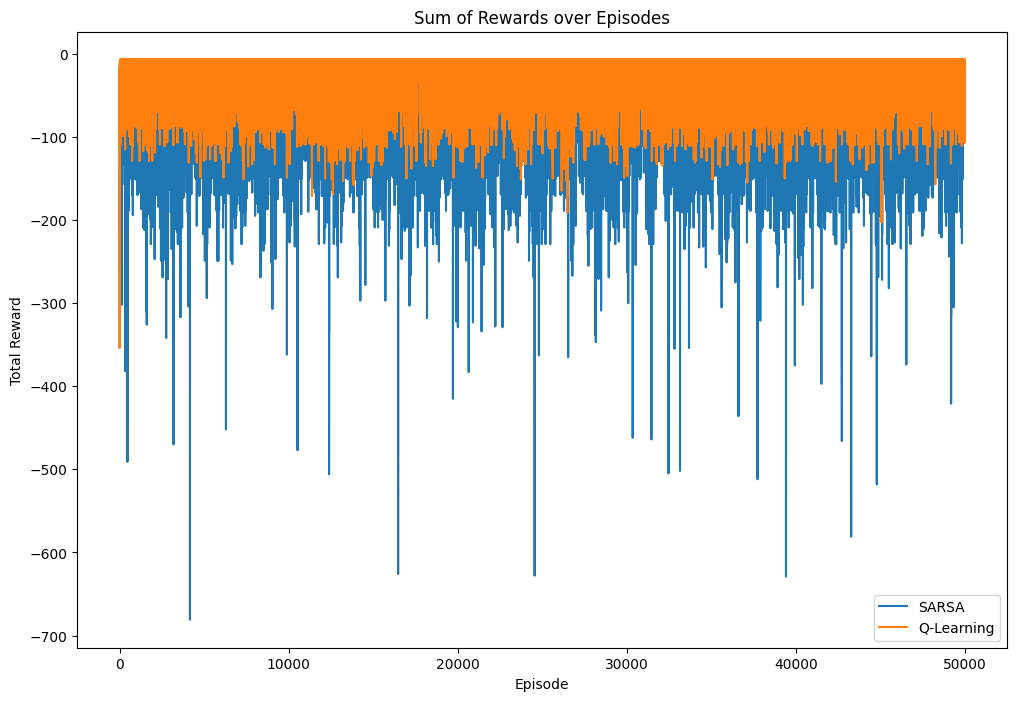 Sum of Rewards over Episodes
Total Reward
0
−100
−200
−300
−400
−500
−600
−700
0
10000
20000
30000
40000
50000
Episode
SARSA
Q-Learning